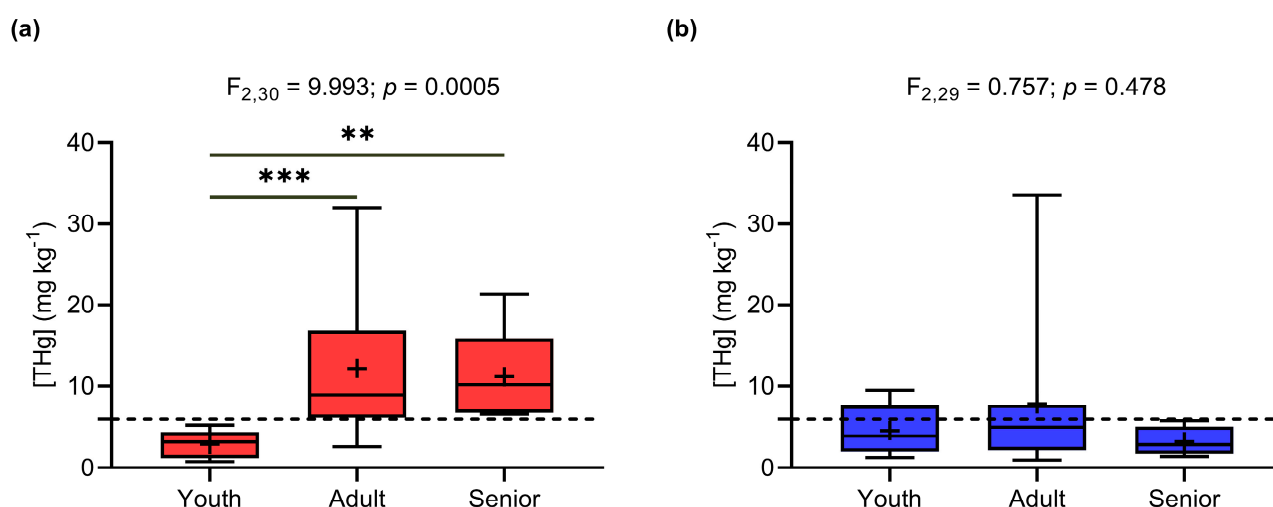 (a)
F2,30 = 9.993; p = 0.0005
**
***
40
30
20
10
0
[THg] (mg kg-1)
Youth Adult Senior
(b)
F2,29 = 0.757; p = 0.478
40
30
20
10
0
[THg] (mg kg-1)
Youth Adult Senior